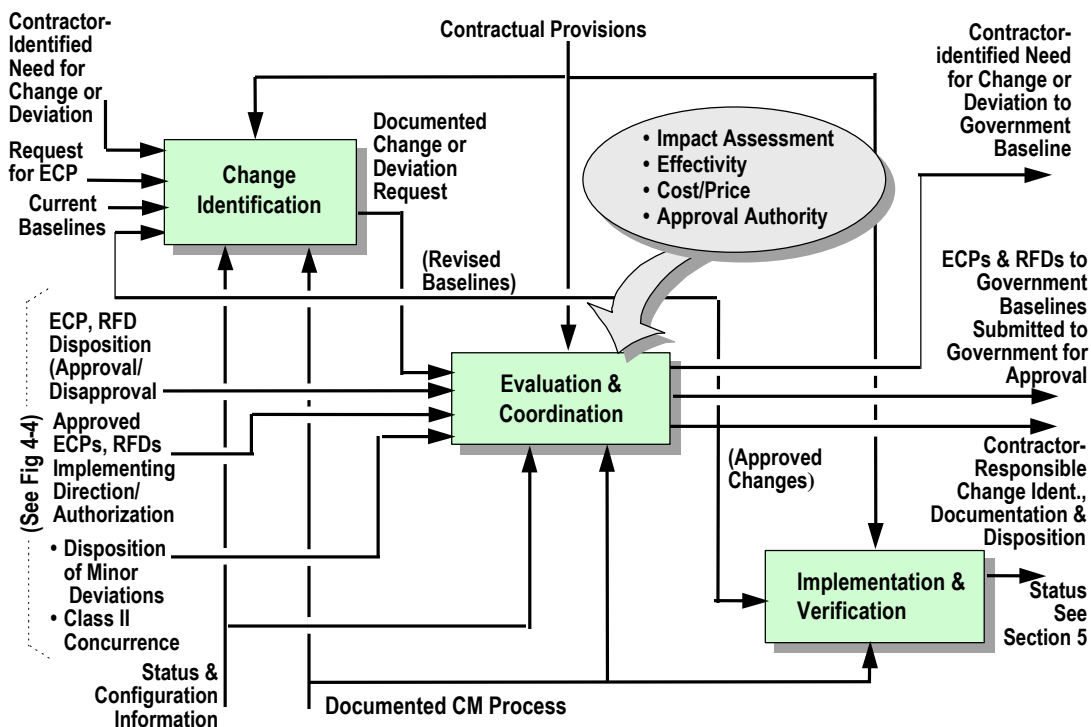 Contractor-
Identified
Need for
Change or
Deviation
Request
for ECP
Current
Baselines
Contractual Provisions
Change
Identification
Documented
Change or
Deviation
Request
• Impact Assessment
• Effectivity
• Cost/Price
• Approval Authority
Contractor-
identified Need
for Change or
Deviation to
Government
Baseline
(Revised
Baselines)
ECPs & RFDs to
Government
Baselines
Submitted to
Government for
Approval
(See Fig 4-4)
ECP, RFD
Disposition
(Approval/
Disapproval
Approved
ECPs, RFDs
Implementing
Direction/
Authorization
• Disposition
of Minor
Deviations
• Class II
Concurrence
Evaluation &
Coordination
(Approved
Changes)
Contractor-
Responsible
Change Ident.,
Documentation &
Disposition
Implementation &
Verification
Status
See
Section 5
Status &
Configuration
Information
Documented CM Process